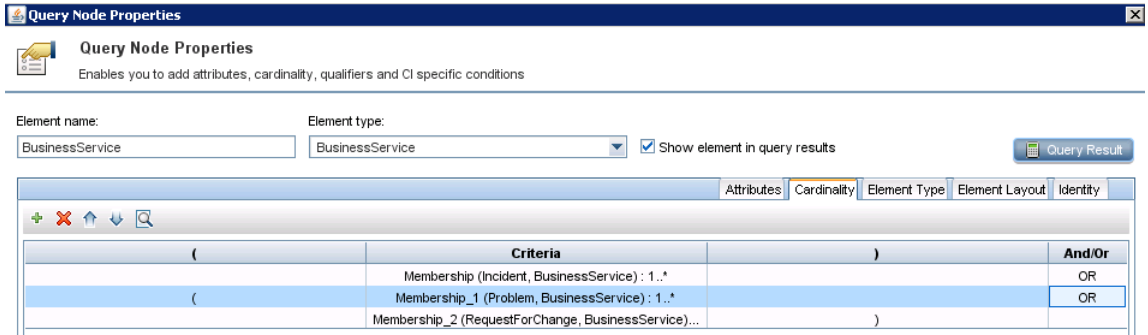 Query Node Properties
Query Node Properties
Enables you to add attributes, cardinality, qualifiers and CI specific conditions
Element name: Element type:
BusinessService BusinessService Show element in query results Query Result
Attributes Cardinality Element Type Element Layout Identity
( Criteria ) And/Or
Membership (Incident, BusinessService) : 1..* OR
( Membership_1 (Problem, BusinessService) : 1..* OR
Membership_2 (RequestForChange, BusinessService)... )